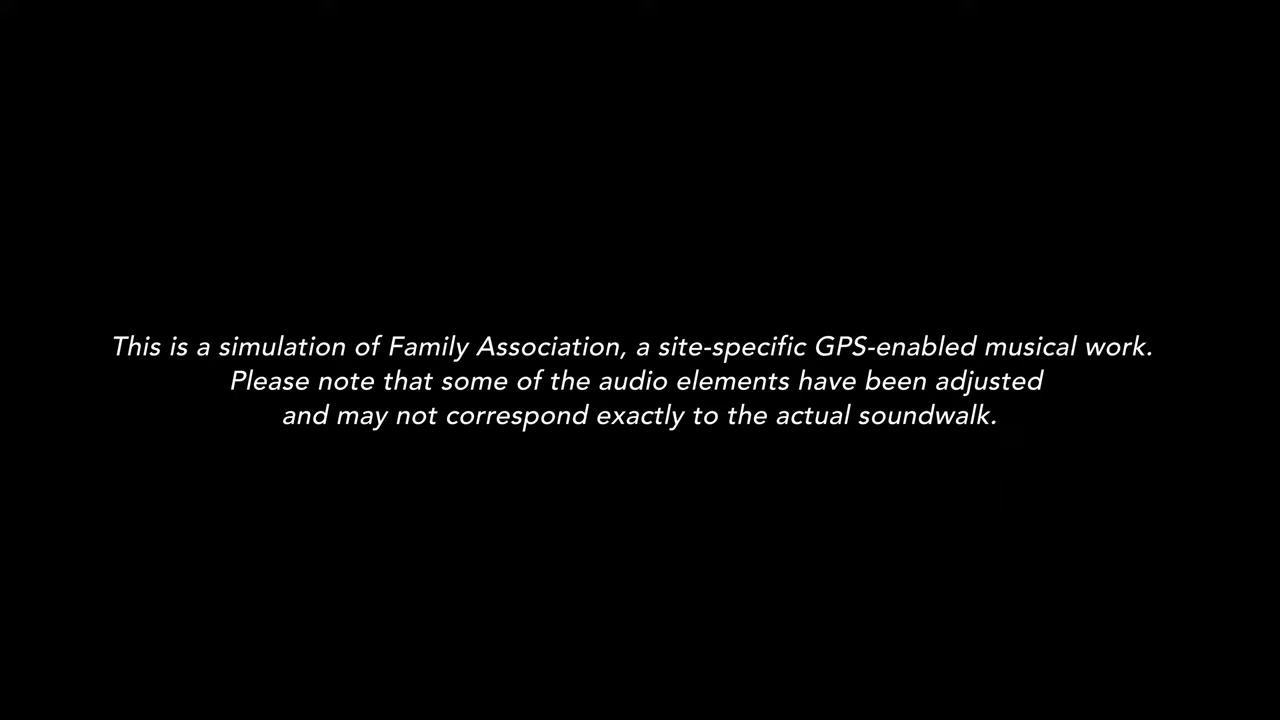 This is a simulation of Family Association, a site-specific GPS-enabled musical work.
Please note that some of the audio elements have been adjusted
and may not correspond exactly to the actual soundwalk.